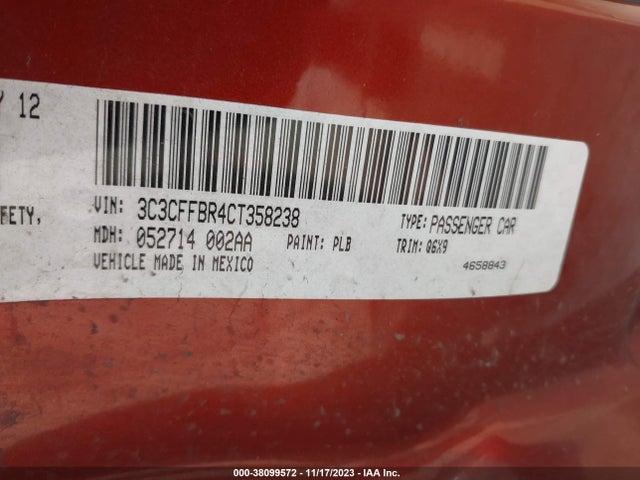 Y 12
FETY,
VIN: 3C3CFFBR4CT358238
TYPE: PASSENGER CAR
MDH: 052714 002AA PAINT: PLB
TRIM: Q6X9
VEHICLE MADE IN MEXICO
4658843
000-38099572 — 11/17/2023 — IAA Inc.